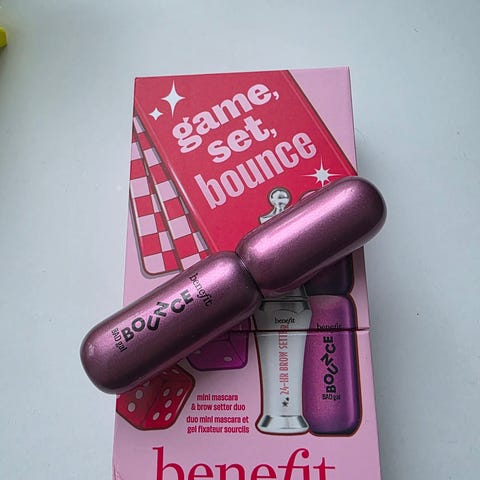 game,
set,
bounce
benefit
BOUNCE
BAD gal
benefit
24-HR BROW SETTER
benefit
BOUNCE
BAD gal
mini mascara
& brow setter duo
duo mini mascara et
gel fixateur sourcils
benefit